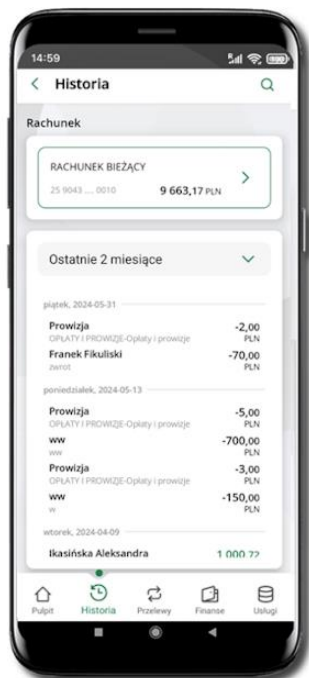 14:59
Historia
Rachunek
RACHUNEK BIEŻĄCY
25 9043 .... 0010 9 663,17 PLN
Ostatnie 2 miesiące
piątek, 2024-05-31
Prowizja -2,00
OPŁATY I PROWIZJE-Opłaty i prowizje PLN
Franek Fikuliski -70,00
zwrot PLN
poniedziałek, 2024-05-13
Prowizja -5,00
OPŁATY I PROWIZJE-Opłaty i prowizje PLN
ww -700,00
ww PLN
Prowizja -3,00
OPŁATY I PROWIZJE-Opłaty i prowizje PLN
ww -150,00
w PLN
wtorek, 2024-04-09
Ikasińska Aleksandra 1 000,72
Pulpit Historia Przelewy Finanse Usługi